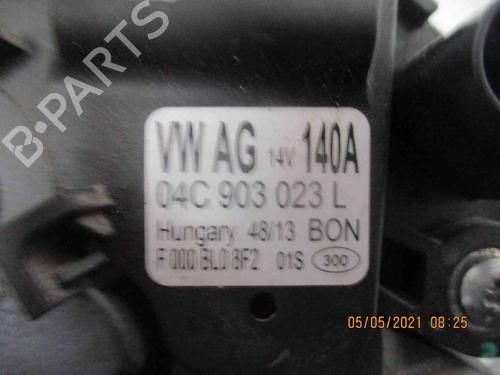 B-PARTS
VW AG 14V 140A
04C 903 023 L
Hungary 48/13 BON
F 000 BL0 8F2 01S 300
05/05/2021 08:25